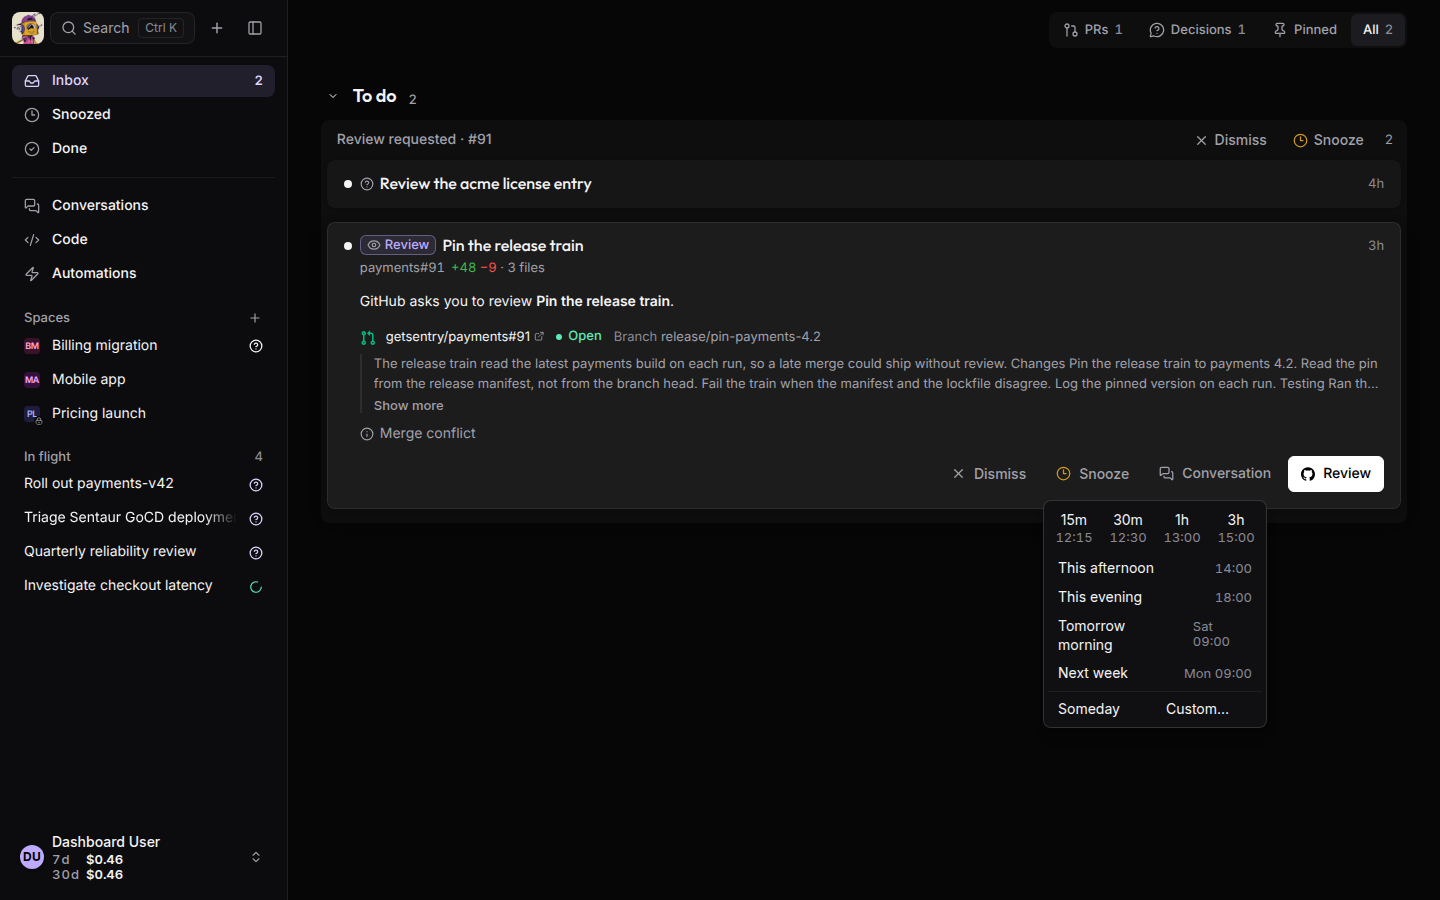 Search Ctrl K
PRs 1 Decisions 1 Pinned All 2
Inbox 2
Snoozed
Done
Conversations
Code
Automations
Spaces
BM Billing migration
MA Mobile app
PL Pricing launch
In flight 4
Roll out payments-v42
Triage Sentaur GoCD deployme
Quarterly reliability review
Investigate checkout latency
DU Dashboard User
7d $0.46
30d $0.46
To do 2
Review requested · #91 Dismiss Snooze 2
Review the acme license entry 4h
Review Pin the release train 3h
payments#91 +48 −9 · 3 files
GitHub asks you to review Pin the release train.
getsentry/payments#91 Open Branch release/pin-payments-4.2
The release train read the latest payments build on each run, so a late merge could ship without review. Changes Pin the release train to payments 4.2. Read the pin
from the release manifest, not from the branch head. Fail the train when the manifest and the lockfile disagree. Log the pinned version on each run. Testing Ran th...
Show more
Merge conflict
Dismiss Snooze Conversation Review
15m 30m 1h 3h
12:15 12:30 13:00 15:00
This afternoon 14:00
This evening 18:00
Tomorrow Sat
morning 09:00
Next week Mon 09:00
Someday Custom...